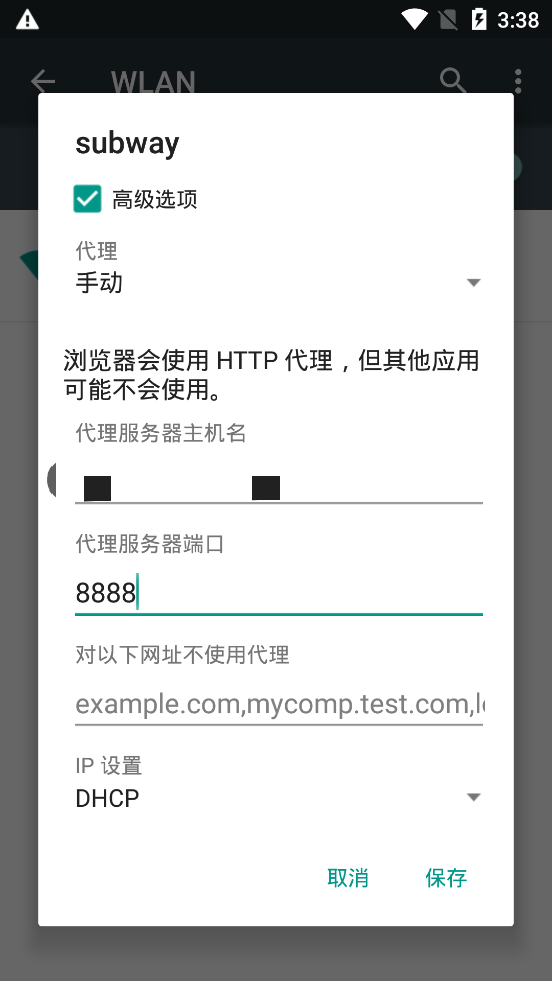 3:38
WLAN
subway
高级选项
代理
手动
浏览器会使用 HTTP 代理，但其他应用
可能不会使用。
代理服务器主机名
代理服务器端口
8888
对以下网址不使用代理
example.com,mycomp.test.com,l
IP 设置
DHCP
取消
保存